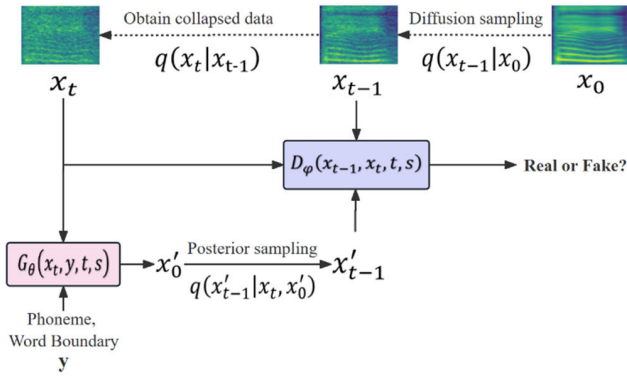 Obtain collapsed data
Diffusion sampling
q(x_t|x_{t-1})
q(x_{t-1}|x_0)
x_t
x_{t-1}
x_0
D_φ(x_{t-1}, x_t, t, s)
Real or Fake?
G_θ(x_t, y, t, s)
x'_0
Posterior sampling
q(x'_{t-1}|x_t, x'_0)
x'_{t-1}
Phoneme,
Word Boundary
y